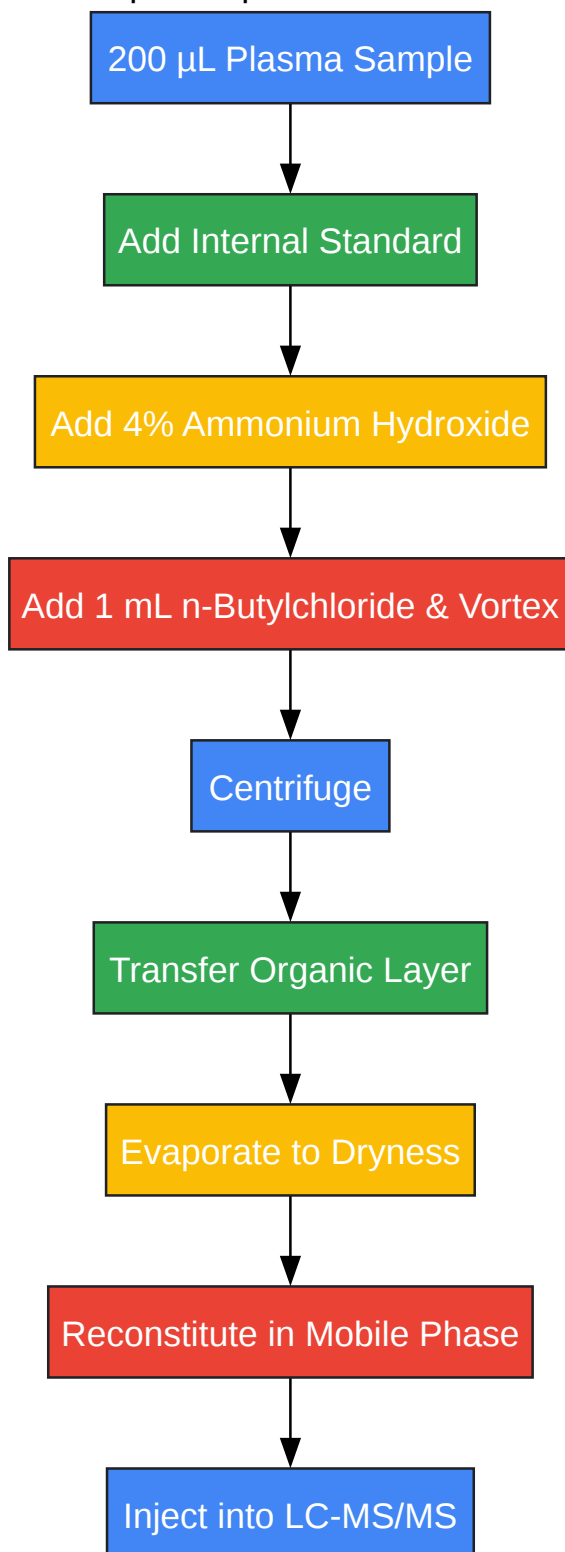 200 µL Plasma Sample
Add Internal Standard
Add 4% Ammonium Hydroxide
Add 1 mL n-Butylchloride & Vortex
Centrifuge
Transfer Organic Layer
Evaporate to Dryness
Reconstitute in Mobile Phase
Inject into LC-MS/MS